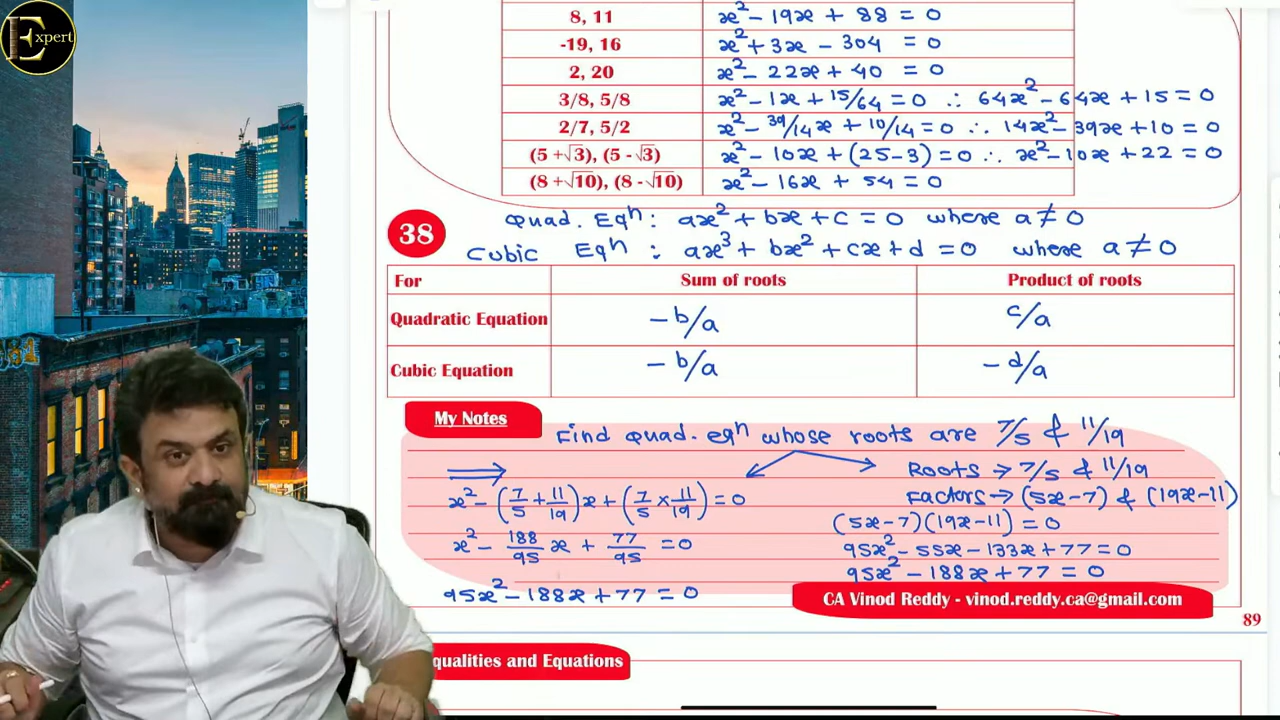 Expert
8, 11 x² - 19x + 88 = 0
-19, 16 x² + 3x - 304 = 0
2, 20 x² - 22x + 40 = 0
3/8, 5/8 x² - 1x + 15/64 = 0 ∴ 64x² - 64x + 15 = 0
2/7, 5/2 x² - 39/14x + 10/14 = 0 ∴ 14x² - 39x + 10 = 0
(5 +√3), (5 - √3) x² - 10x + (25-3) = 0 ∴ x² - 10x + 22 = 0
(8 +√10), (8 - √10) x² - 16x + 54 = 0
38
Quad. Eqⁿ : ax² + bx + c = 0 where a ≠ 0
Cubic Eqⁿ : ax³ + bx² + cx + d = 0 where a ≠ 0
For Sum of roots Product of roots
Quadratic Equation - b/a c/a
Cubic Equation - b/a - d/a
My Notes
Find quad. eqⁿ whose roots are 7/5 & 11/19
x² - (7/5 + 11/19)x + (7/5 × 11/19) = 0
x² - 188/95 x + 77/95 = 0
95x² - 188x + 77 = 0
Roots → 7/5 & 11/19
Factors → (5x-7) & (19x-11)
(5x-7)(19x-11) = 0
95x² - 55x - 133x + 77 = 0
95x² - 188x + 77 = 0
CA Vinod Reddy - vinod.reddy.ca@gmail.com
89
qualities and Equations